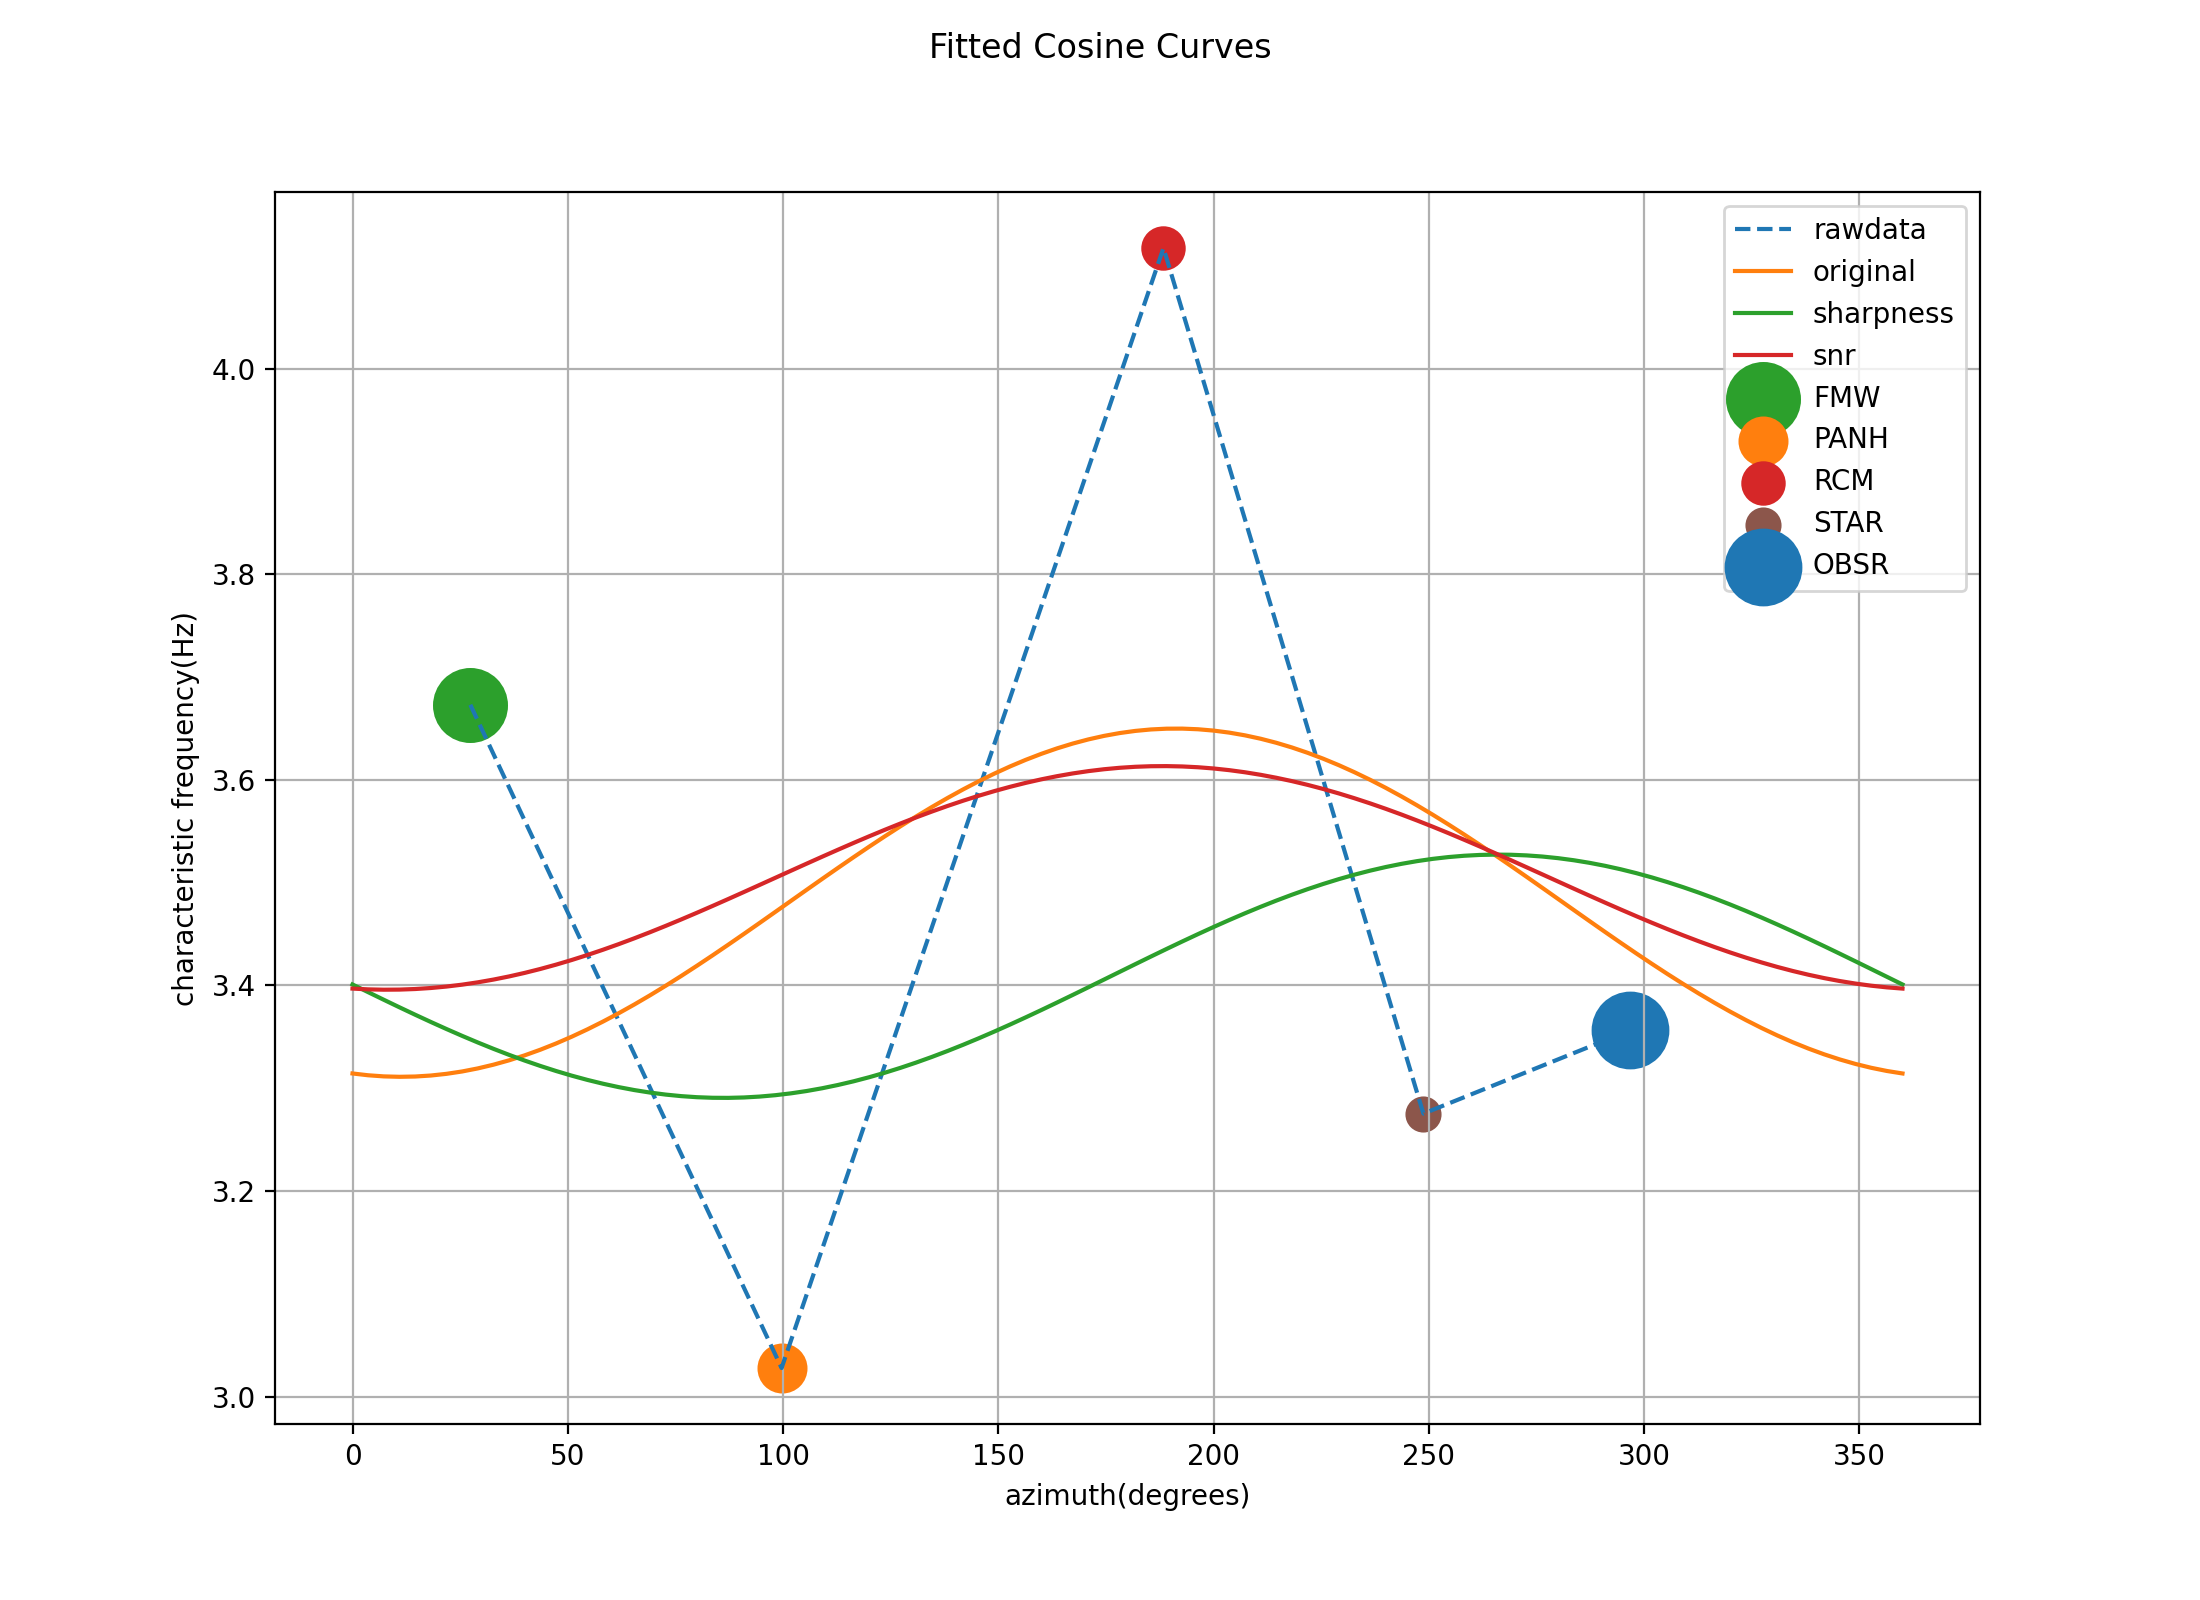 Fitted Cosine Curves
rawdata
original
sharpness
snr
FMW
PANH
RCM
STAR
OBSR
characteristic frequency(Hz)
4.0
3.8
3.6
3.4
3.2
3.0
0 50 100 150 200 250 300 350
azimuth(degrees)